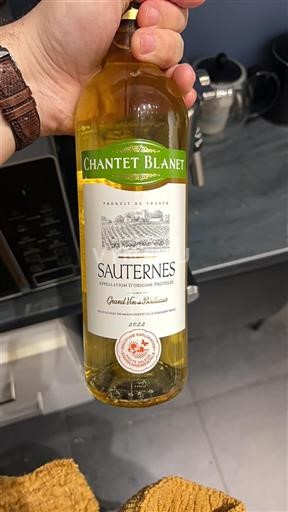 CHANTET BLANET
PRODUIT DE FRANCE
SAUTERNES
APPELLATION D'ORIGINE PROTÉGÉE
Grand Vin de Bordeaux
2022